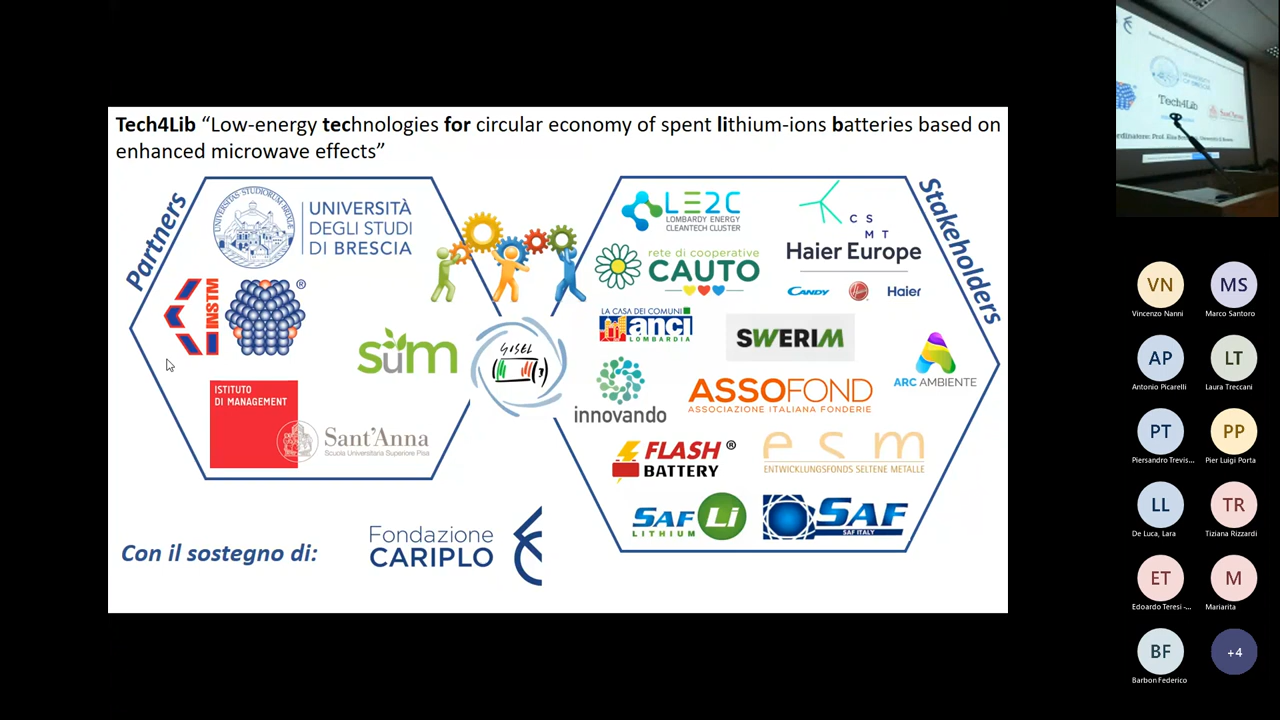 Tech4Lib “Low-energy technologies for circular economy of spent lithium-ions batteries based on
enhanced microwave effects”
Partners
UNIVERSITÀ
DEGLI STUDI
DI BRESCIA
INSTM
®
süm
GISEL
ISTITUTO
DI MANAGEMENT
Sant'Anna
Scuola Universitaria Superiore Pisa
Stakeholders
LE2C
LOMBARDY ENERGY
CLEANTECH CLUSTER
C S
M T
Haier Europe
CANDY
Haier
rete di cooperative
CAUTO
LA CASA DEI COMUNI
anci
LOMBARDIA
SWERIM
ARC AMBIENTE
innovando
ASSOFOND
ASSOCIAZIONE ITALIANA FONDERIE
FLASH ®
BATTERY
esm
ENTWICKLUNGSFONDS SELTENE METALLE
SAF Li
LITHIUM
SAF
SAF ITALY
Con il sostegno di:
Fondazione
CARIPLO
Tech4Lib
VN
Vincenzo Nanni
MS
Marco Santoro
AP
Antonio Picarelli
LT
Laura Treccani
PT
Piersandro Trevis...
PP
Pier Luigi Porta
LL
De Luca, Lara
TR
Tiziana Rizzardi
ET
Edoardo Teresi -...
M
Mariarita
BF
Barbon Federico
+4